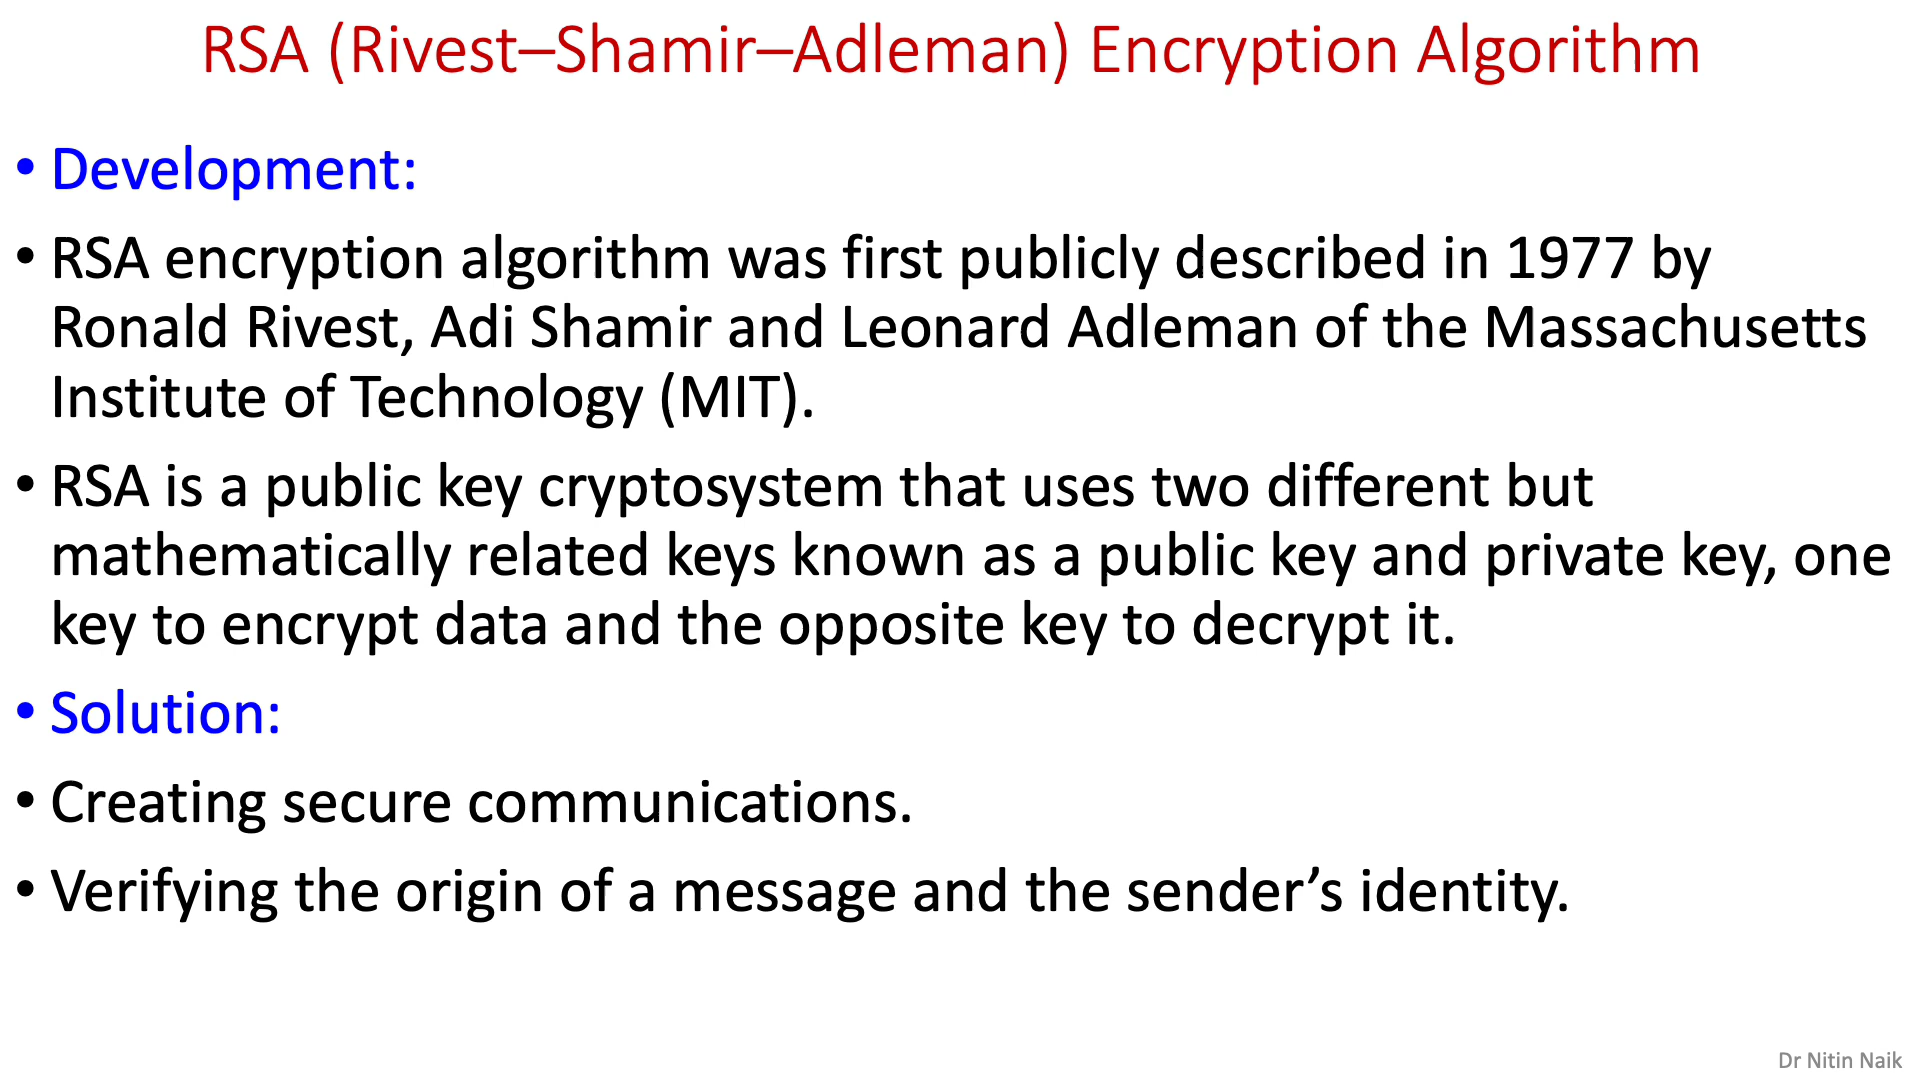 RSA (Rivest–Shamir–Adleman) Encryption Algorithm
• Development:
• RSA encryption algorithm was first publicly described in 1977 by
Ronald Rivest, Adi Shamir and Leonard Adleman of the Massachusetts
Institute of Technology (MIT).
• RSA is a public key cryptosystem that uses two different but
mathematically related keys known as a public key and private key, one
key to encrypt data and the opposite key to decrypt it.
• Solution:
• Creating secure communications.
• Verifying the origin of a message and the sender’s identity.
Dr Nitin Naik